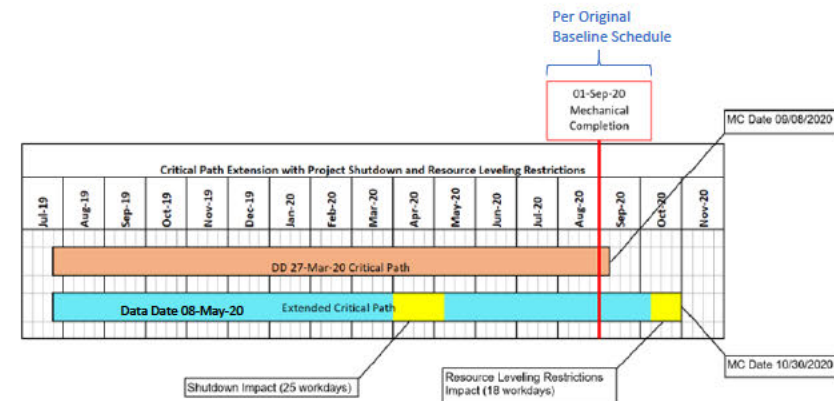 Per Original
Baseline Schedule
01-Sep-20
Mechanical
Completion
MC Date 09/08/2020
Critical Path Extension with Project Shutdown and Resource Leveling Restrictions
Jul-19 Aug-19 Sep-19 Oct-19 Nov-19 Dec-19 Jan-20 Feb-20 Mar-20 Apr-20 May-20 Jun-20 Jul-20 Aug-20 Sep-20 Oct-20 Nov-20
DD 27-Mar-20 Critical Path
Data Date 08-May-20 Extended Critical Path
MC Date 10/30/2020
Shutdown Impact (25 workdays)
Resource Leveling Restrictions
Impact (18 workdays)